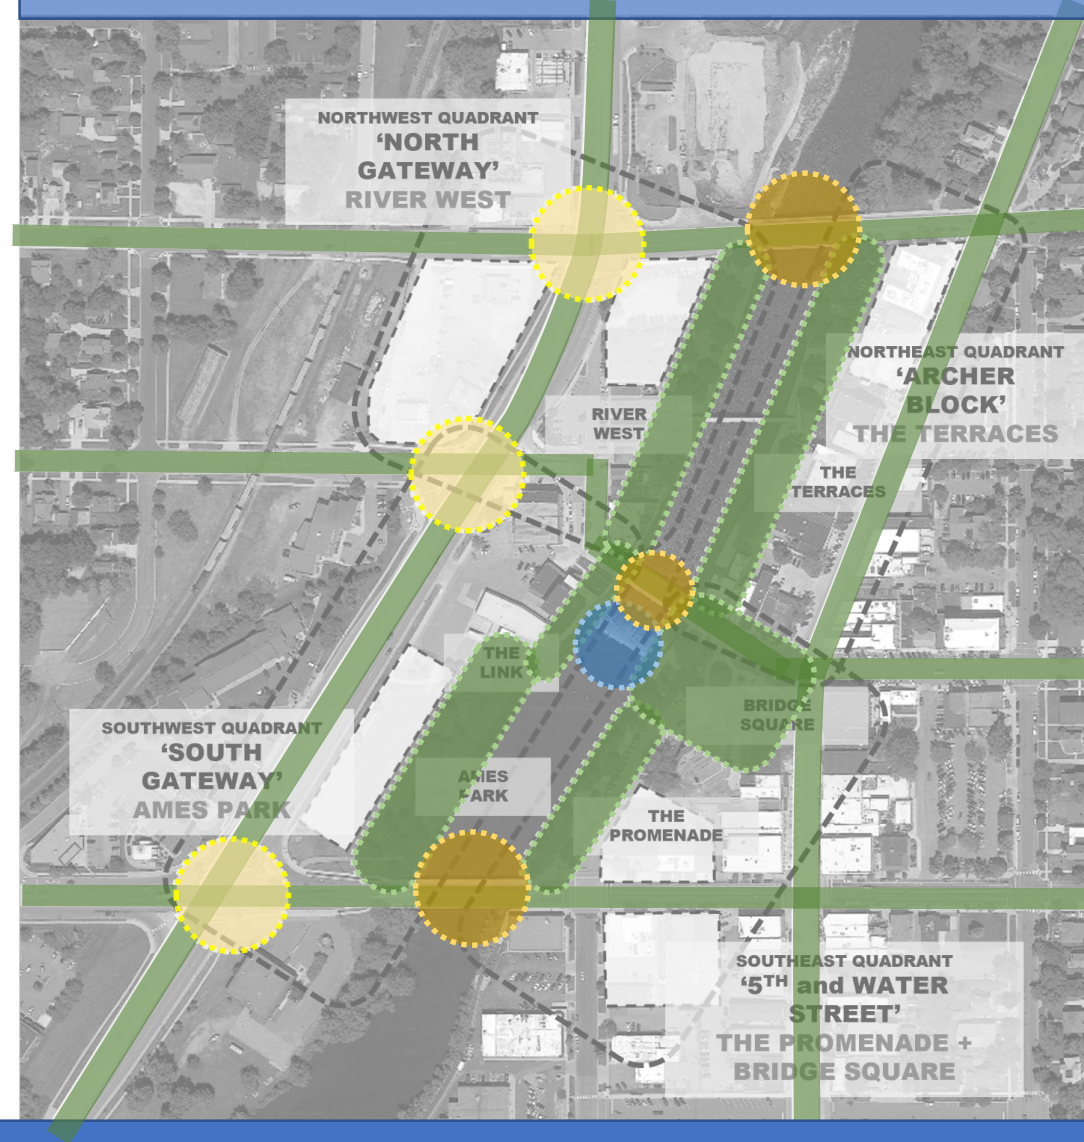 NORTHWEST QUADRANT
‘NORTH
GATEWAY’
RIVER WEST
NORTHEAST QUADRANT
‘ARCHER
BLOCK’
THE TERRACES
RIVER
WEST
THE
TERRACES
THE
LINK
BRIDGE
SQUARE
SOUTHWEST QUADRANT
‘SOUTH
GATEWAY’
AMES PARK
AMES
PARK
THE
PROMENADE
SOUTHEAST QUADRANT
‘5TH and WATER
STREET’
THE PROMENADE +
BRIDGE SQUARE